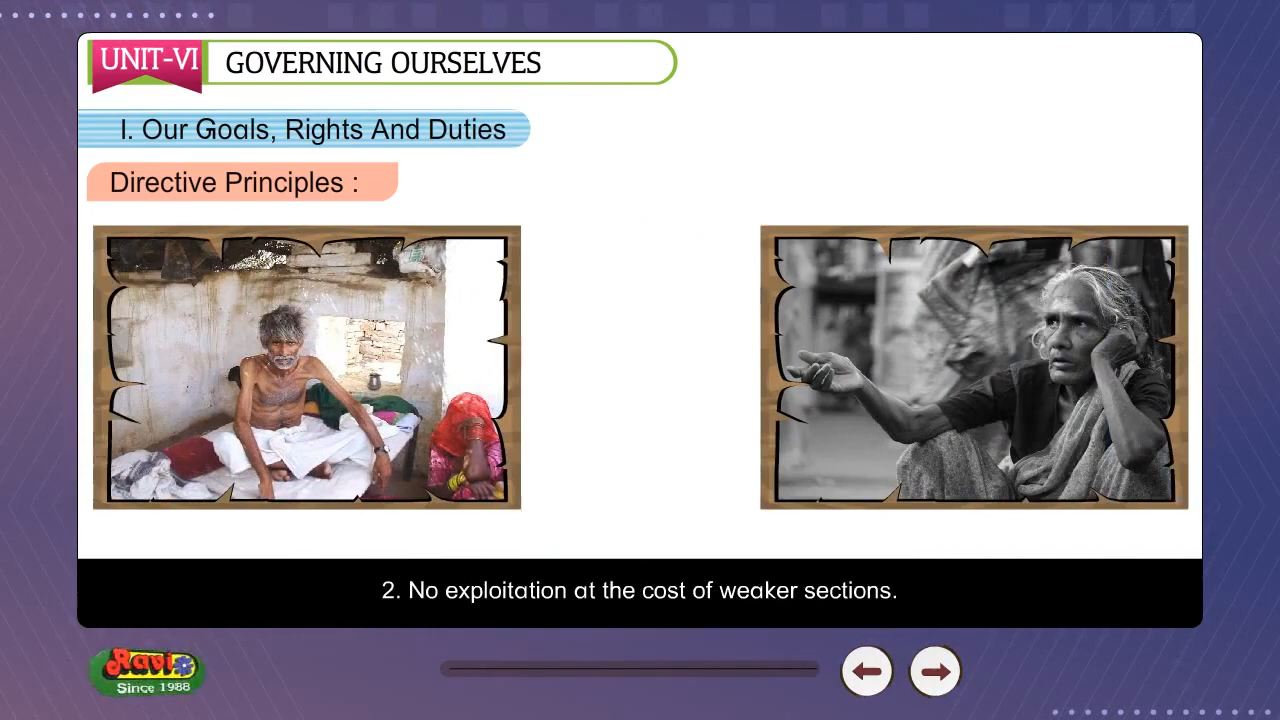 UNIT-VI
GOVERNING OURSELVES
I. Our Goals, Rights And Duties
Directive Principles :
2. No exploitation at the cost of weaker sections.
Ravi
Since 1988